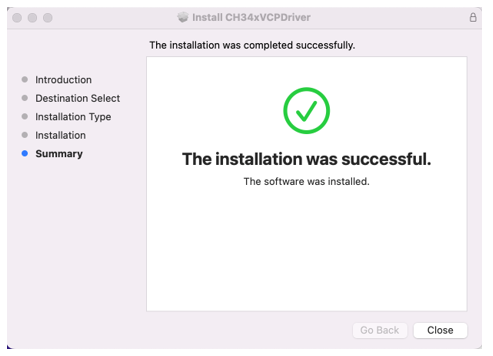 Install CH34xVCPDriver
The installation was completed successfully.
Introduction
Destination Select
Installation Type
Installation
Summary
The installation was successful.
The software was installed.
Go Back
Close